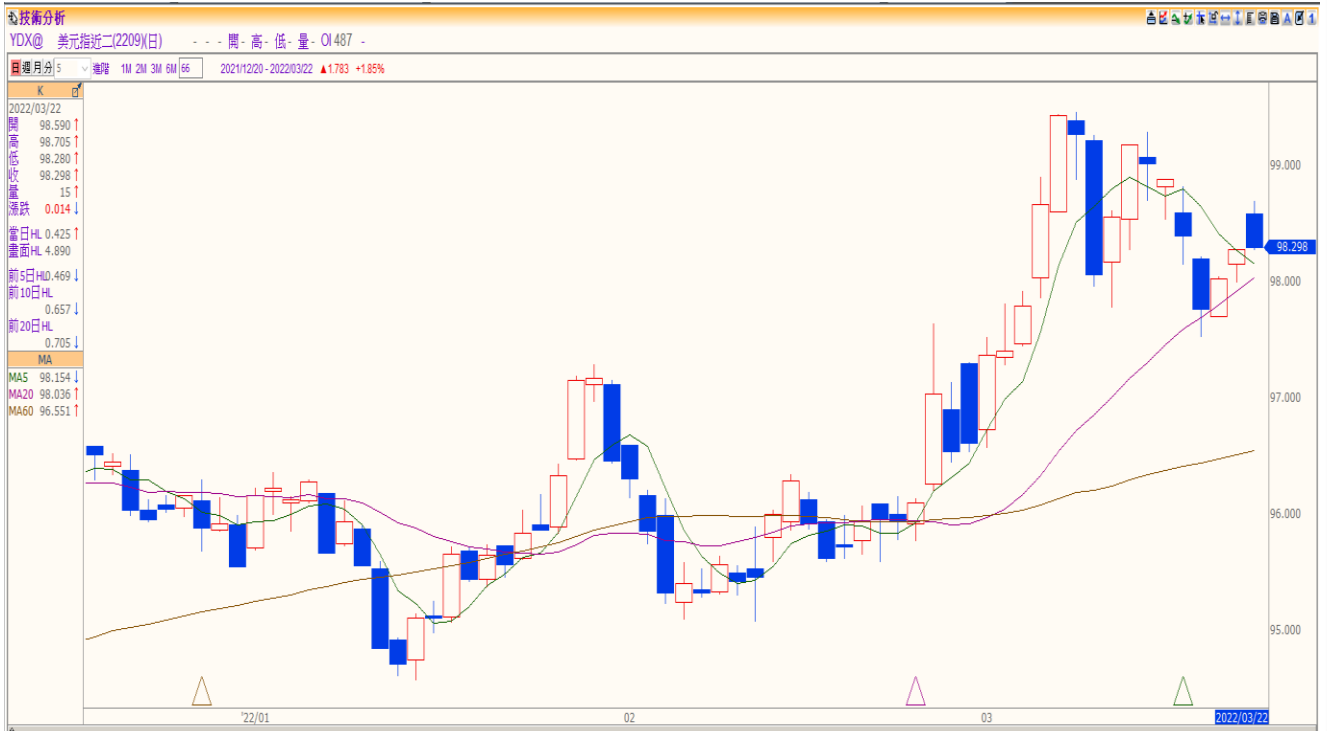 技術分析
YDX@ 美元指近二(2209)(日) - - - 開- 高- 低- 量- OI 487 -
日週月分 5 進階 1M 2M 3M 6M 66 2021/12/20 - 2022/03/22 ▲1.783 +1.85%
K
2022/03/22
開 98.590↑
高 98.705↑
低 98.280↑
收 98.298↑
量 15↑
漲跌 0.014↓
當日HL 0.425↑
畫面HL 4.890
前5日HL 0.469↓
前10日HL
0.657↓
前20日HL
0.705↓
MA
MA5 98.154↓
MA20 98.036↑
MA60 96.551↑
99.000
98.298
98.000
97.000
96.000
95.000
'22/01 02 03 2022/03/22